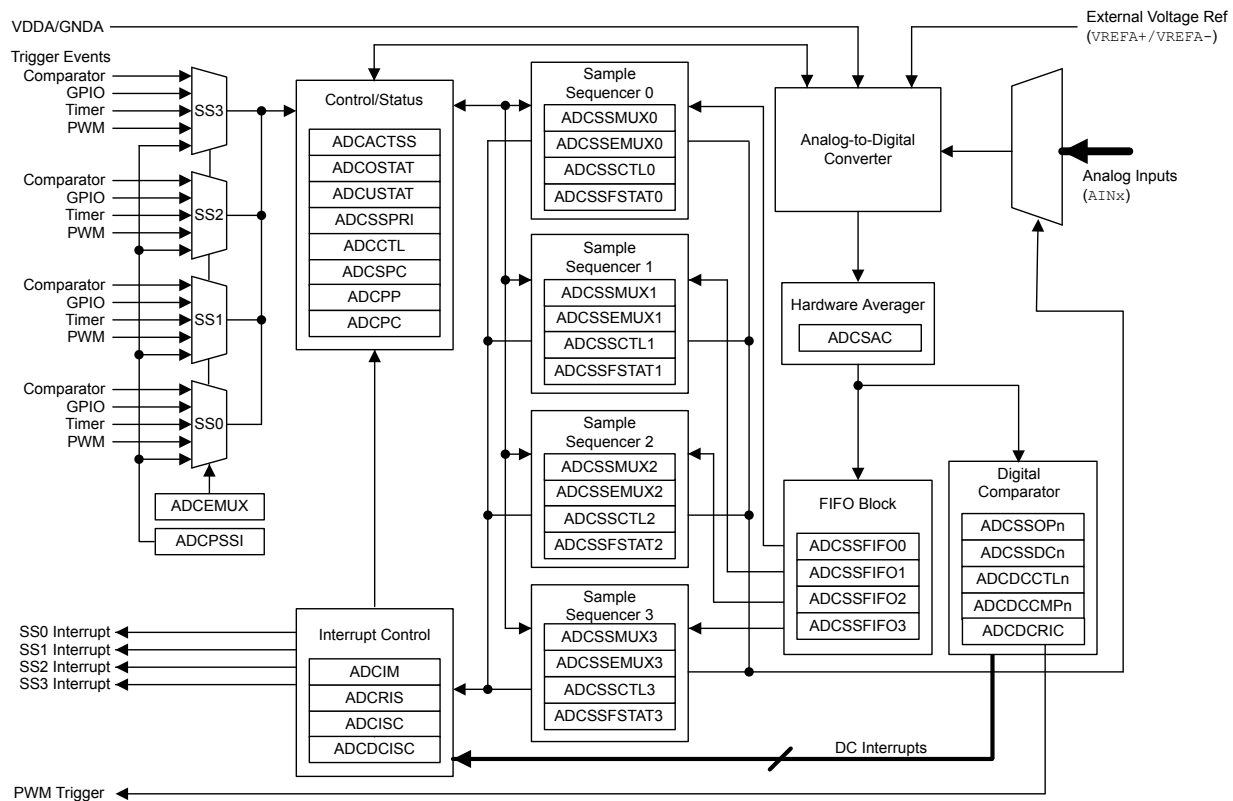 VDDA/GNDA
External Voltage Ref
(VREFA+/VREFA-)
Trigger Events
Comparator
GPIO
Timer
PWM
SS3
Comparator
GPIO
Timer
PWM
SS2
Comparator
GPIO
Timer
PWM
SS1
Comparator
GPIO
Timer
PWM
SS0
ADCEMUX
ADCPSSI
Control/Status
ADCACTSS
ADCOSTAT
ADCUSTAT
ADCSSPRI
ADCCTL
ADCSPC
ADCPP
ADCPC
Sample
Sequencer 0
ADCSSMUX0
ADCSSEMUX0
ADCSSCTL0
ADCSSFSTAT0
Sample
Sequencer 1
ADCSSMUX1
ADCSSEMUX1
ADCSSCTL1
ADCSSFSTAT1
Sample
Sequencer 2
ADCSSMUX2
ADCSSEMUX2
ADCSSCTL2
ADCSSFSTAT2
Sample
Sequencer 3
ADCSSMUX3
ADCSSEMUX3
ADCSSCTL3
ADCSSFSTAT3
Analog-to-Digital
Converter
Analog Inputs
(AINx)
Hardware Averager
ADCSAC
FIFO Block
ADCSSFIFO0
ADCSSFIFO1
ADCSSFIFO2
ADCSSFIFO3
Digital
Comparator
ADCSSOPn
ADCSSDCn
ADCDCCTLn
ADCDCCMPn
ADCDCRIC
SS0 Interrupt
SS1 Interrupt
SS2 Interrupt
SS3 Interrupt
Interrupt Control
ADCIM
ADCRIS
ADCISC
ADCDCISC
DC Interrupts
PWM Trigger